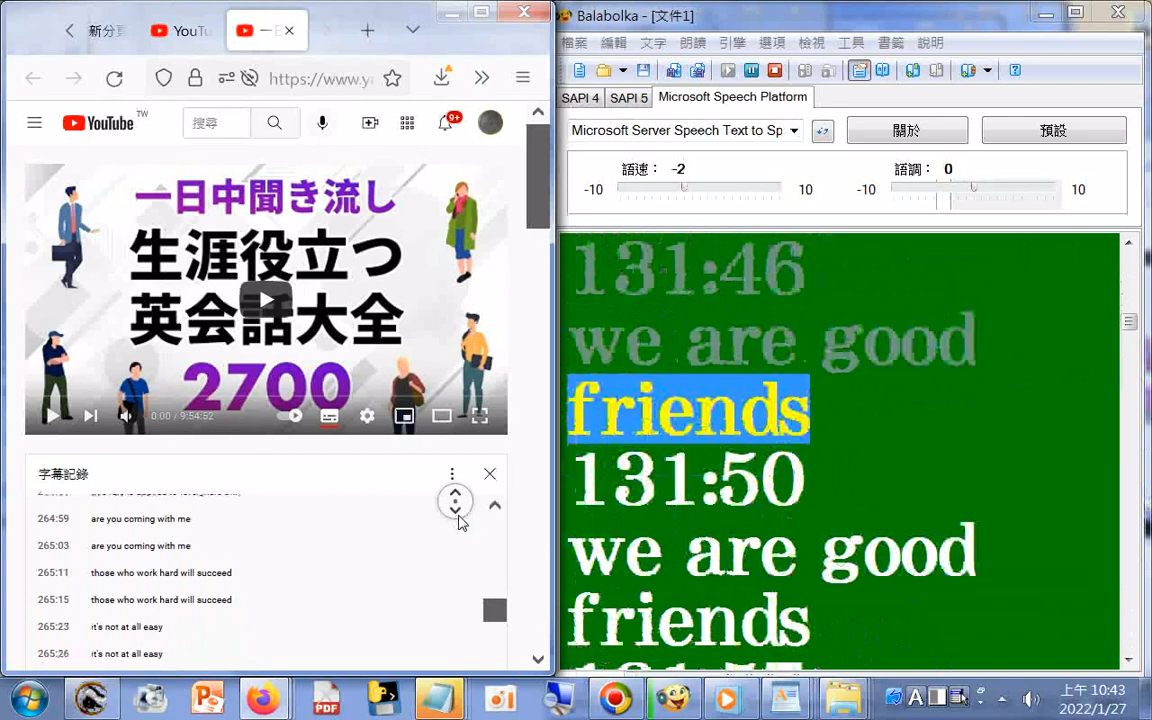 新分頁
YouTu
一 E
https://www.y
YouTube TW
搜尋
9+
一日中聞き流し
生涯役立つ
英会話大全
2700
0:00 / 9:54:52
字幕記錄
264:59 are you coming with me
265:03 are you coming with me
265:11 those who work hard will succeed
265:15 those who work hard will succeed
265:23 it's not at all easy
265:26 it's not at all easy
Balabolka - [文件1]
檔案 編輯 文字 朗讀 引擎 選項 檢視 工具 書籤 說明
SAPI 4 SAPI 5 Microsoft Speech Platform
Microsoft Server Speech Text to Sp
關於 預設
語速： -2 語調： 0
-10 10 -10 10
131:46
we are good
friends
131:50
we are good
friends
PDF
A
上午 10:43
2022/1/27